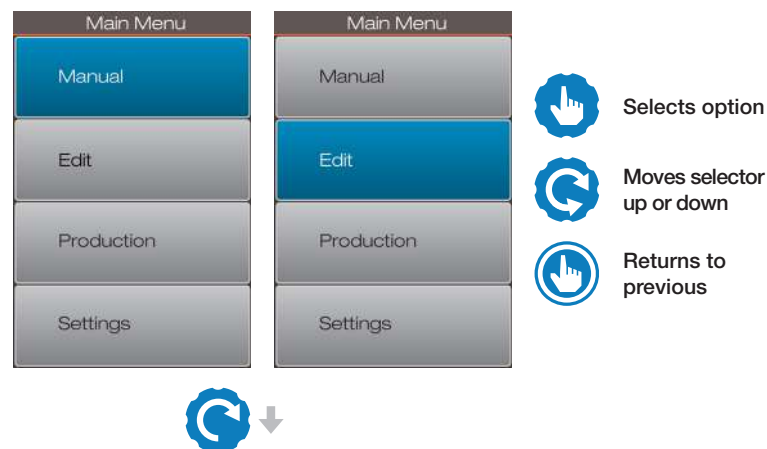 Main Menu
Manual
Edit
Production
Settings
Main Menu
Manual
Edit
Production
Settings
Selects option
Moves selector
up or down
Returns to
previous